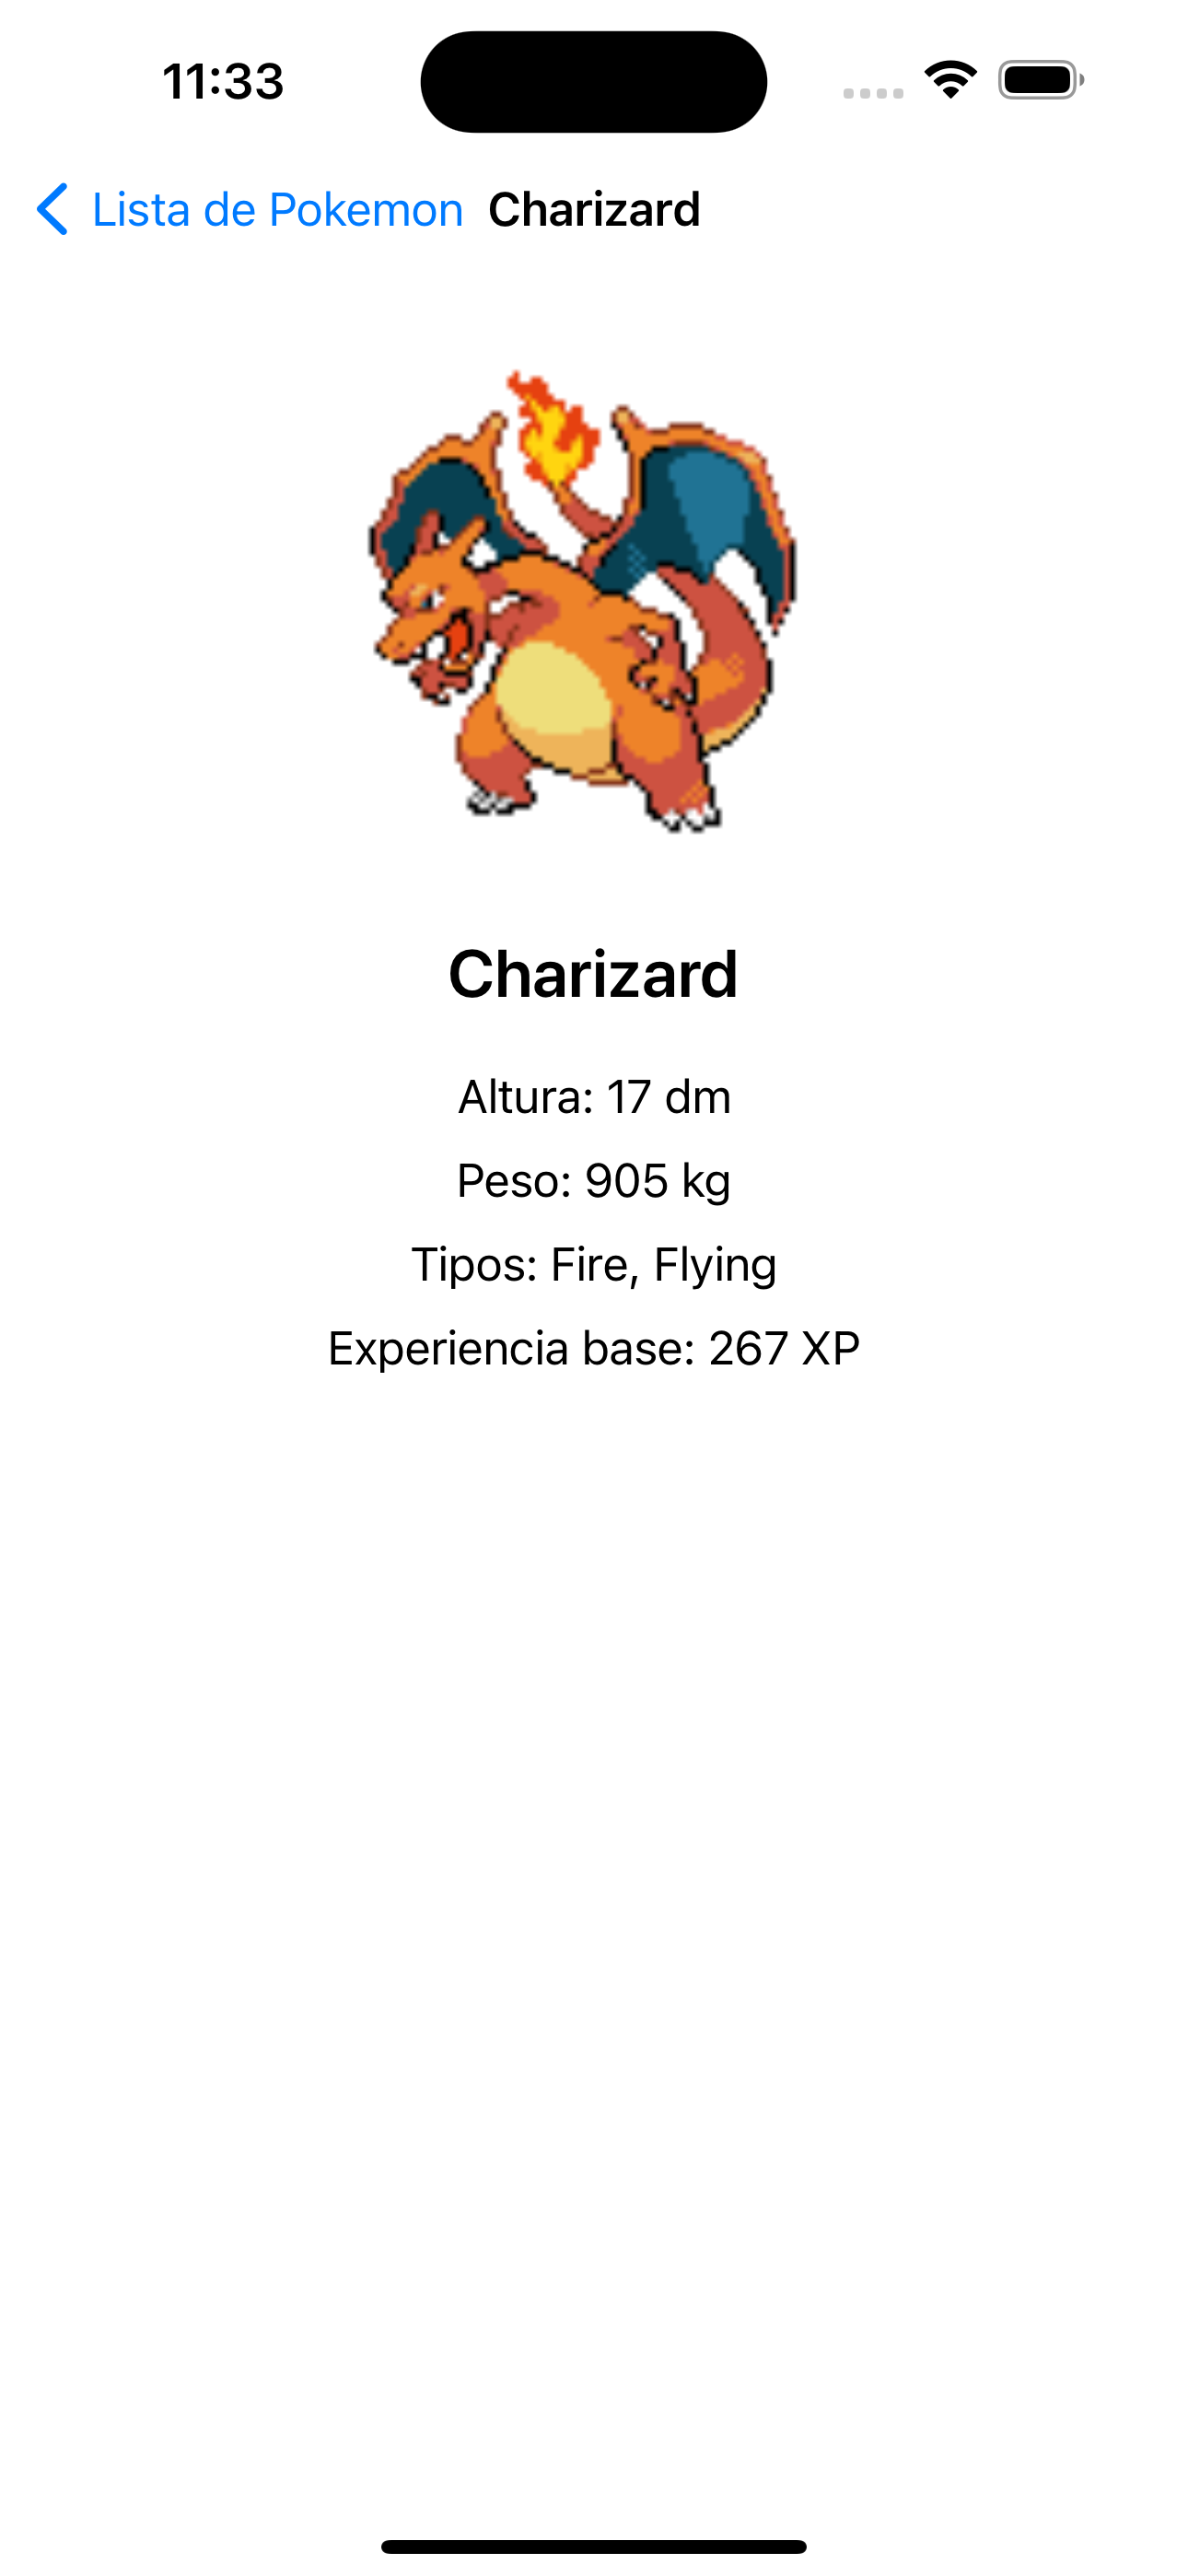 11:33
Lista de Pokemon Charizard
Charizard
Altura: 17 dm
Peso: 905 kg
Tipos: Fire, Flying
Experiencia base: 267 XP